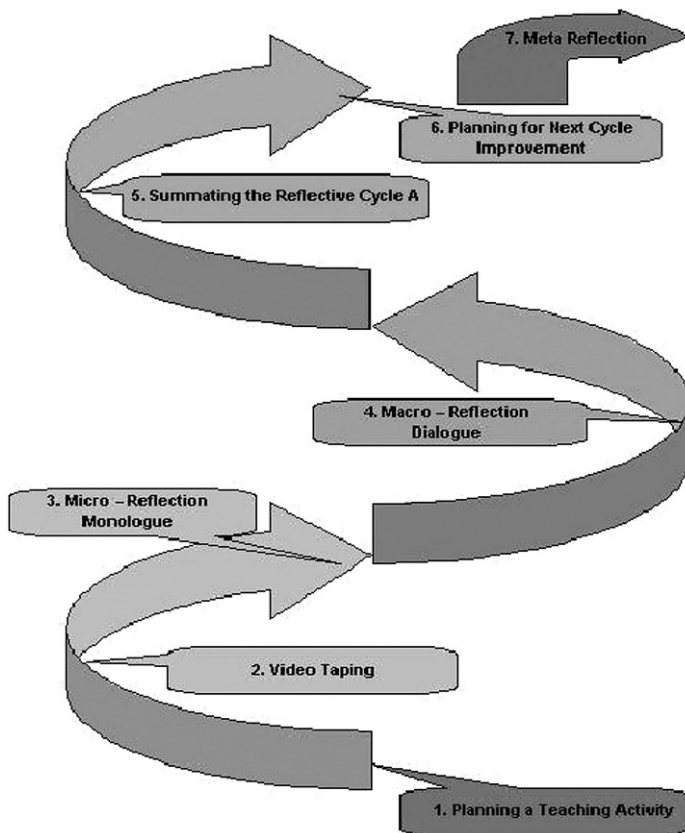 7. Meta Reflection
6. Planning for Next Cycle
Improvement
5. Summating the Reflective Cycle A
4. Macro – Reflection
Dialogue
3. Micro – Reflection
Monologue
2. Video Taping
1. Planning a Teaching Activity